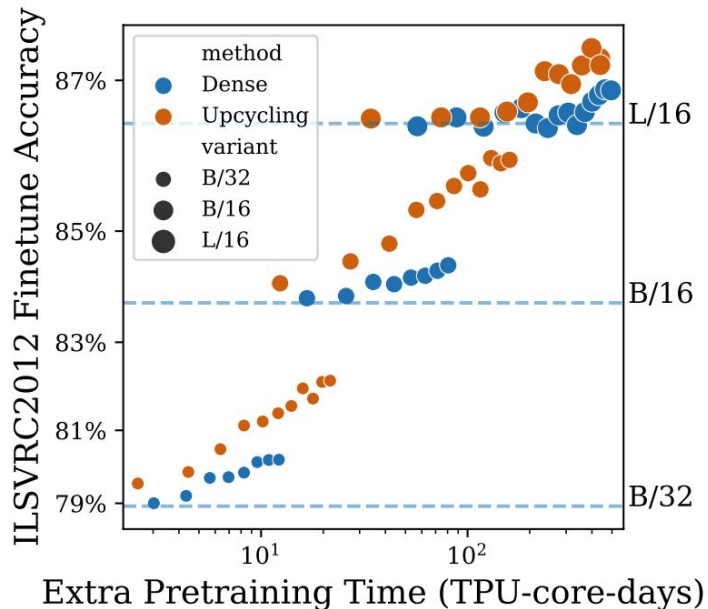 ILSVRC2012 Finetune Accuracy
87%
85%
83%
81%
79%
method
Dense
Upcycling
variant
B/32
B/16
L/16
L/16
B/16
B/32
10¹
10²
Extra Pretraining Time (TPU-core-days)